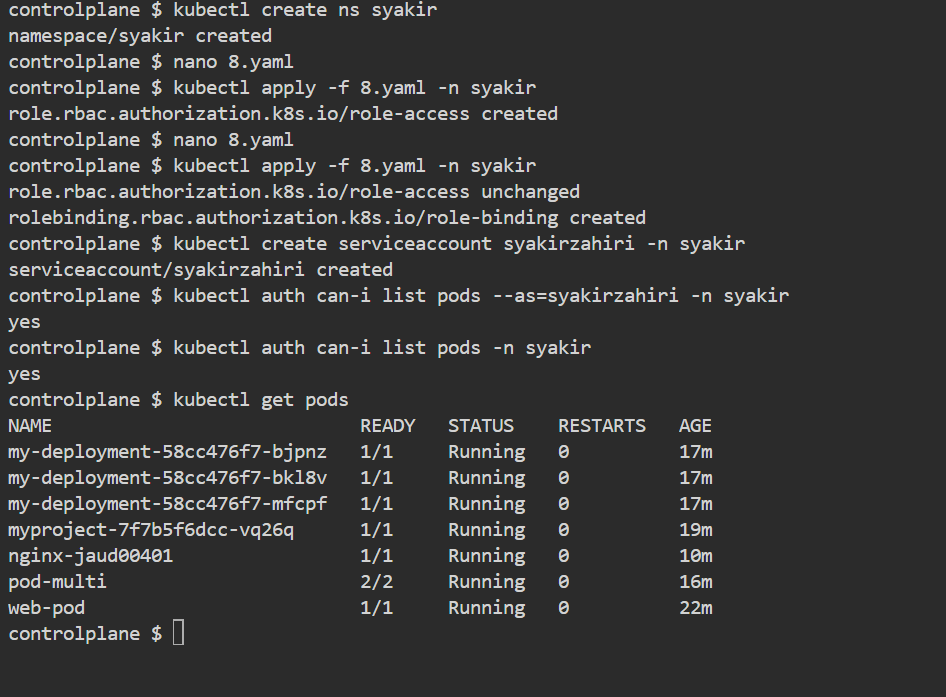 controlplane $ kubectl create ns syakir
namespace/syakir created
controlplane $ nano 8.yaml
controlplane $ kubectl apply -f 8.yaml -n syakir
role.rbac.authorization.k8s.io/role-access created
controlplane $ nano 8.yaml
controlplane $ kubectl apply -f 8.yaml -n syakir
role.rbac.authorization.k8s.io/role-access unchanged
rolebinding.rbac.authorization.k8s.io/role-binding created
controlplane $ kubectl create serviceaccount syakirzahiri -n syakir
serviceaccount/syakirzahiri created
controlplane $ kubectl auth can-i list pods --as=syakirzahiri -n syakir
yes
controlplane $ kubectl auth can-i list pods -n syakir
yes
controlplane $ kubectl get pods
NAME                            READY   STATUS    RESTARTS   AGE
my-deployment-58cc476f7-bjpnz   1/1     Running   0          17m
my-deployment-58cc476f7-bkl8v   1/1     Running   0          17m
my-deployment-58cc476f7-mfcpf   1/1     Running   0          17m
myproject-7f7b5f6dcc-vq26q      1/1     Running   0          19m
nginx-jaud00401                 1/1     Running   0          10m
pod-multi                       2/2     Running   0          16m
web-pod                         1/1     Running   0          22m
controlplane $